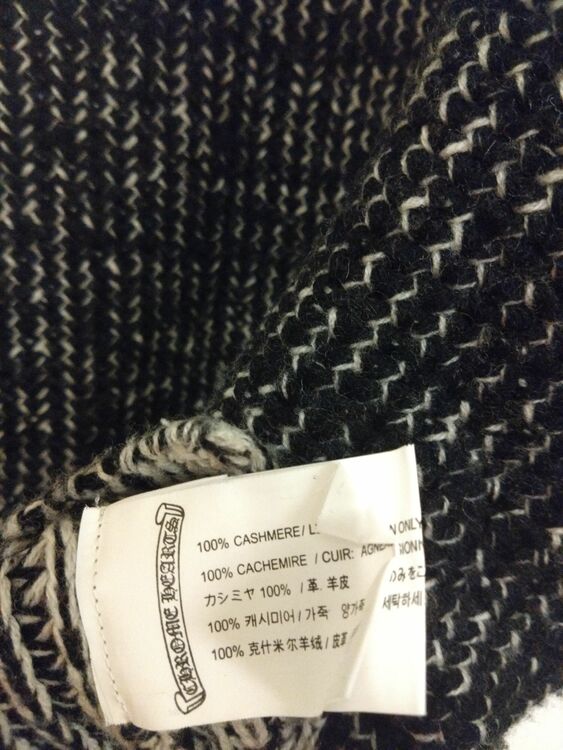 CHROME HEARTS
100% CASHMERE/ N ONLY
100% CACHEMIRE / CUIR: AGNE NON
カシミヤ 100% / 革. 羊皮 のみをこ
100% 캐시미어/ 가죽 양가죽 세탁하세
100% 克什米尔羊绒/ 皮革